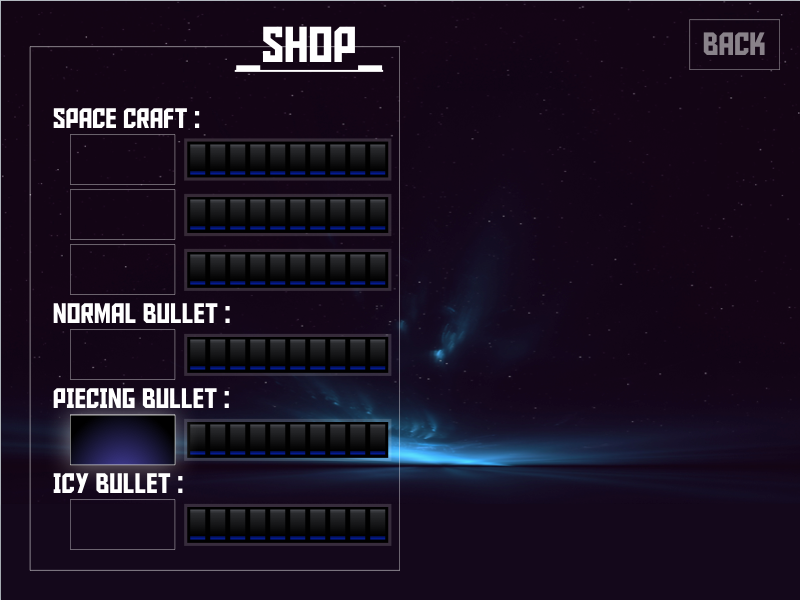 _SHOP_
BACK
SPACE CRAFT :
NORMAL BULLET :
PIECING BULLET :
ICY BULLET :